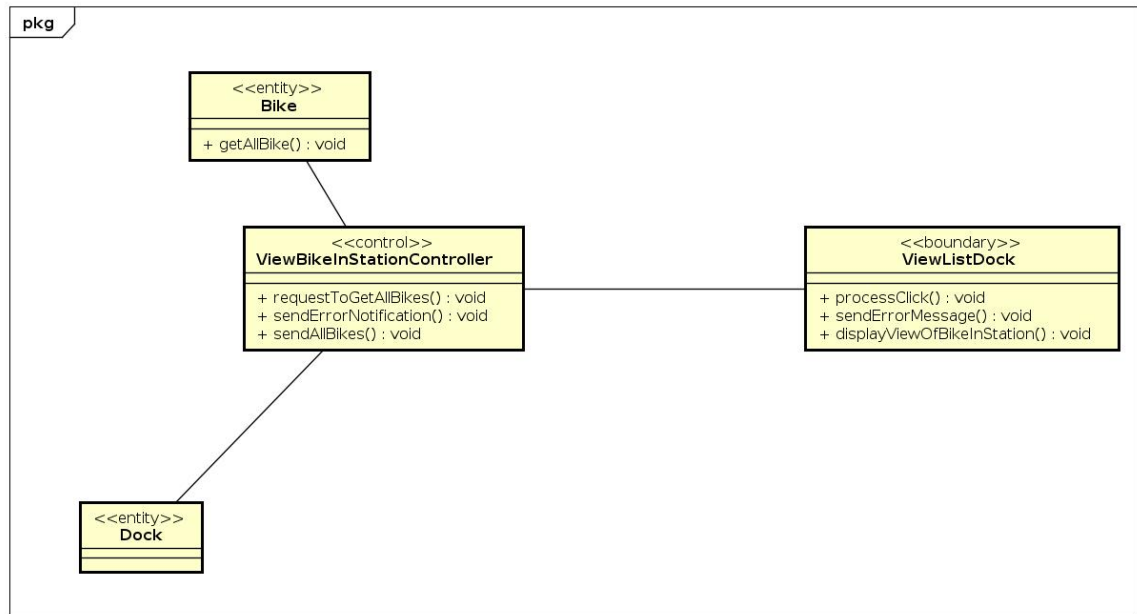 pkg
<<entity>>
Bike
+ getAllBike() : void
<<control>>
ViewBikeInStationController
+ requestToGetAllBikes() : void
+ sendErrorNotification() : void
+ sendAllBikes() : void
<<boundary>>
ViewListDock
+ processClick() : void
+ sendErrorMessage() : void
+ displayViewOfBikeInStation() : void
<<entity>>
Dock